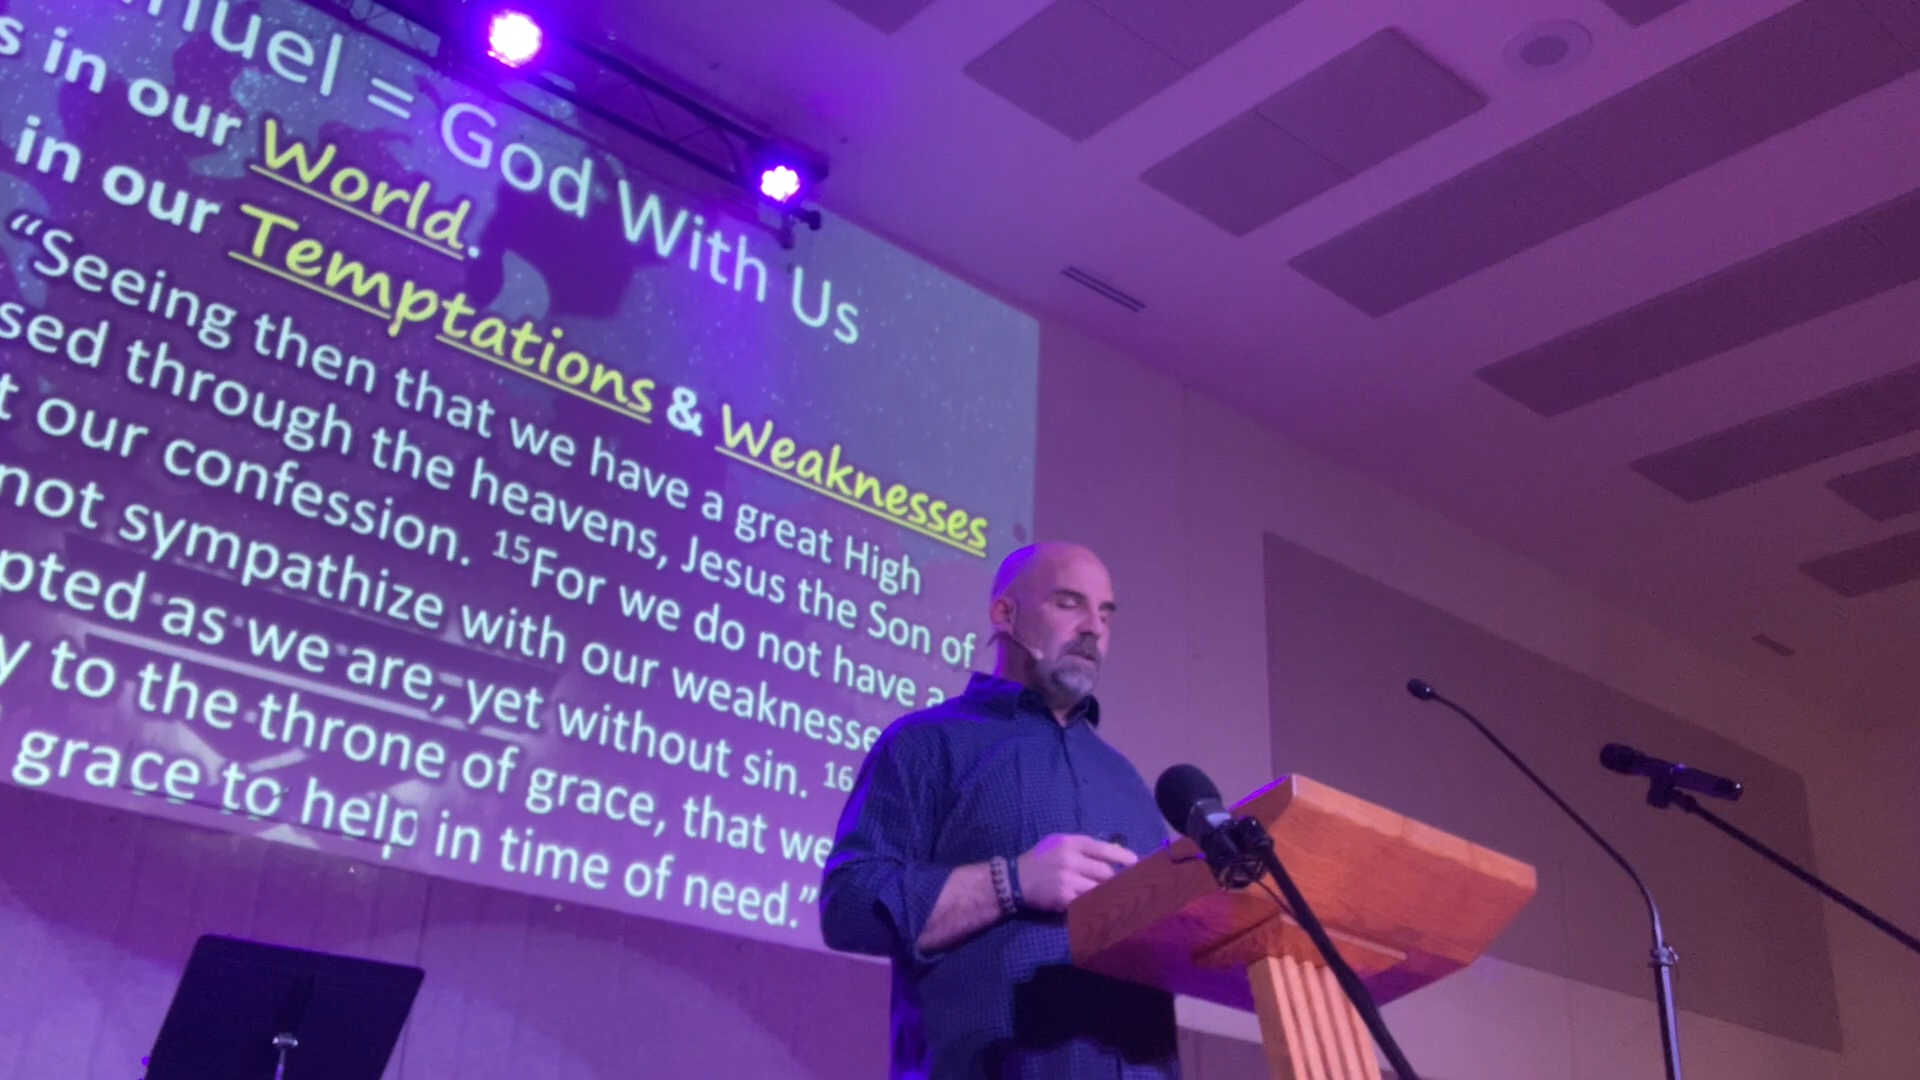 nuel = God With Us
s in our World.
in our Temptations & Weaknesses
“Seeing then that we have a great High
sed through the heavens, Jesus the Son of
t our confession. 15For we do not have a
not sympathize with our weaknesse
pted as we are, yet without sin. 16
y to the throne of grace, that we
grace to help in time of need.”